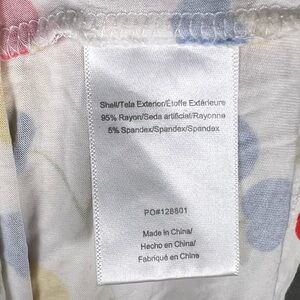 Shell/Tela Exterior/Étoffe Extérieure
95% Rayon/Seda artificial/Rayonne
5% Spandex/Spandex/Spandex
PO#128801
Made in China/
Hecho en China/
Fabriqué en Chine